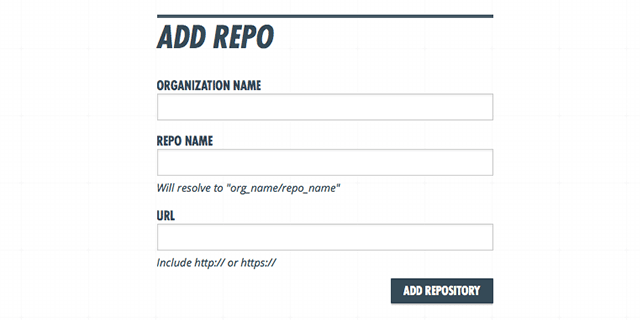 ADD REPO
ORGANIZATION NAME
REPO NAME
Will resolve to "org_name/repo_name"
URL
Include http:// or https://
ADD REPOSITORY